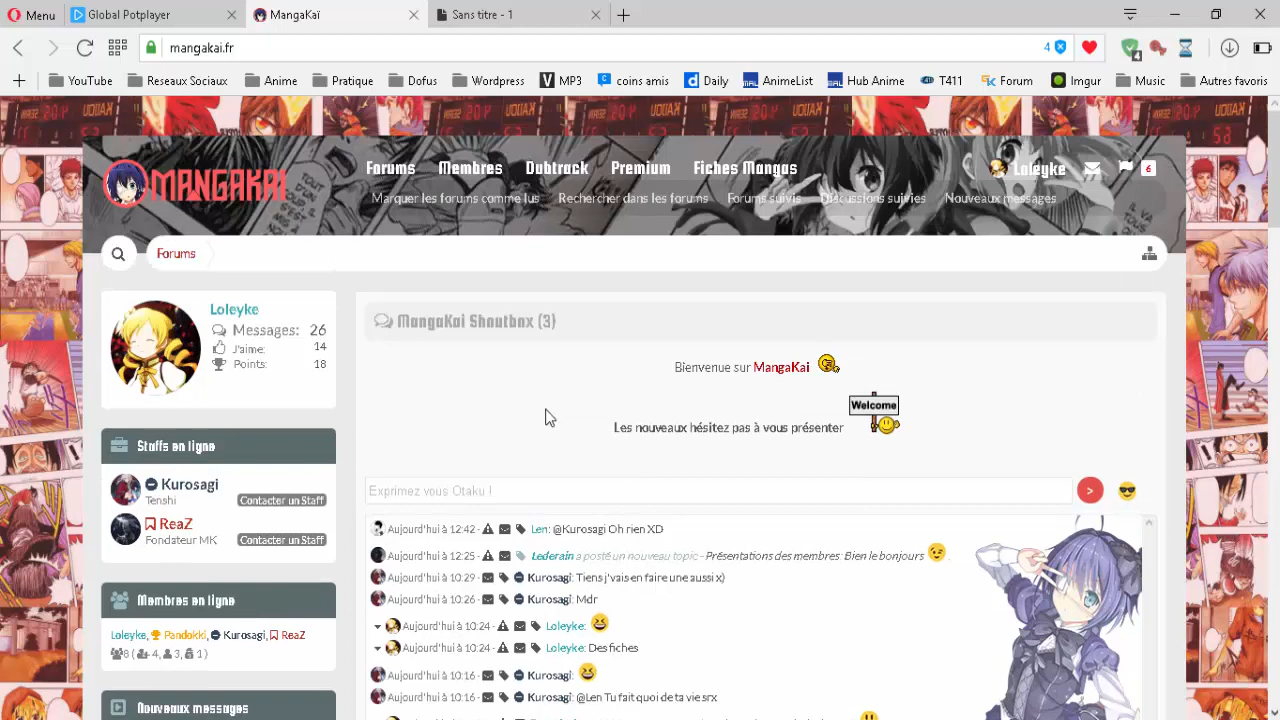 Menu Global Potplayer MangaKai Sans titre - 1
mangakai.fr 4 4
YouTube Reseaux Sociaux Anime Pratique Dofus Wordpress MP3 coins amis Daily AnimeList Hub Anime T411 Forum Imgur Music Autres favoris
Forums Membres Dubtrack Premium Fiches Mangas Loleyke 6
MANGAKAI
Marquer les forums comme lus Rechercher dans les forums Forums suivis Discussions suivies Nouveaux messages
Forums
Loleyke
Messages: 26
J'aime: 14
Points: 18
Staffs en ligne
Kurosagi
Tenshi Contacter un Staff
ReaZ
Fondateur MK Contacter un Staff
Membres en ligne
Loleyke, Pandokki, Kurosagi, ReaZ
8 ( 4, 3, 1 )
Nouveaux messages
MangaKai Shoutbox (3)
Bienvenue sur MangaKai
Welcome
Les nouveaux hésitez pas à vous présenter
Exprimez vous Otaku ! >
Aujourd'hui à 12:42 - Len: @Kurosagi Oh rien XD
Aujourd'hui à 12:25 - Lederain a posté un nouveau topic - Présentations des membres: Bien le bonjours
Aujourd'hui à 10:29 - Kurosagi: Tiens j'vais en faire une aussi x)
Aujourd'hui à 10:26 - Kurosagi: Mdr
Aujourd'hui à 10:24 - Loleyke:
Aujourd'hui à 10:24 - Loleyke: Des fiches
Aujourd'hui à 10:16 - Kurosagi:
Aujourd'hui à 10:16 - Kurosagi: @Len Tu fait quoi de ta vie srx